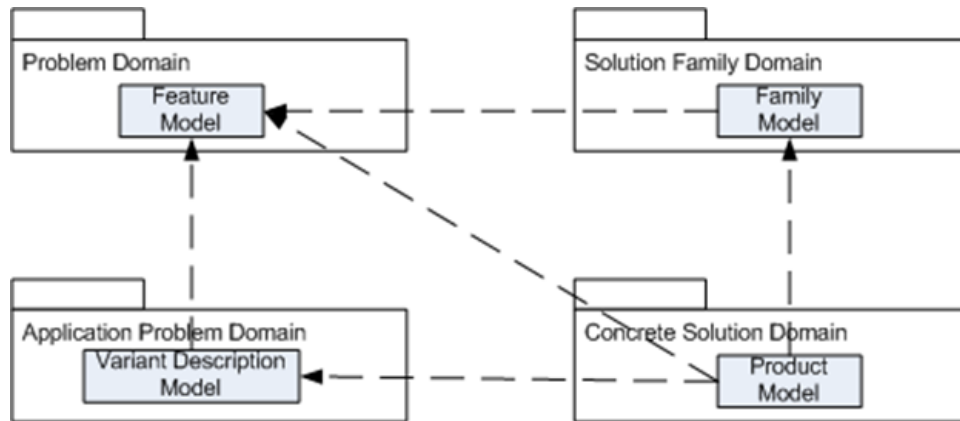 Problem Domain
Feature
Model
Solution Family Domain
Family
Model
Application Problem Domain
Variant Description
Model
Concrete Solution Domain
Product
Model